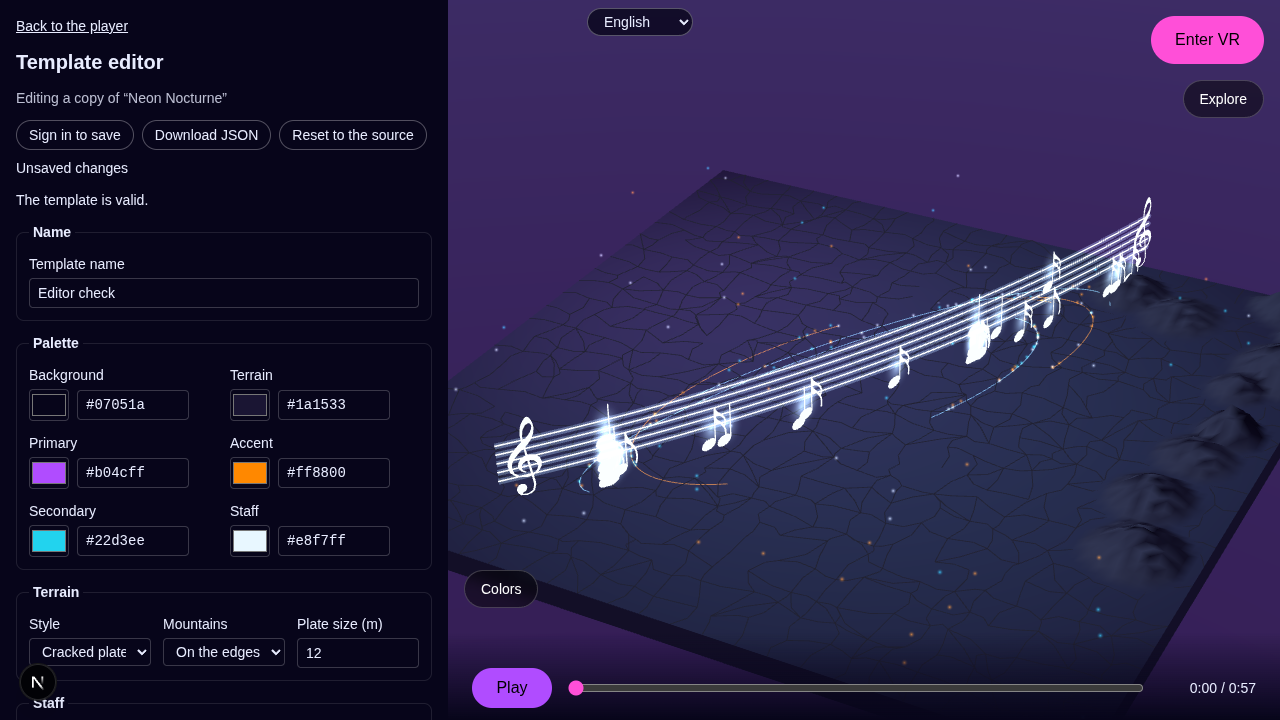 Back to the player
Template editor
Editing a copy of “Neon Nocturne”
Sign in to save
Download JSON
Reset to the source
Unsaved changes
The template is valid.
Name
Template name
Editor check
Palette
Background
Terrain
#07051a
#1a1533
Primary
Accent
#b04cff
#ff8800
Secondary
Staff
#22d3ee
#e8f7ff
Terrain
Style
Mountains
Plate size (m)
Cracked plate
On the edges
12
N
Staff
English
Enter VR
Explore
Colors
Play
0:00 / 0:57